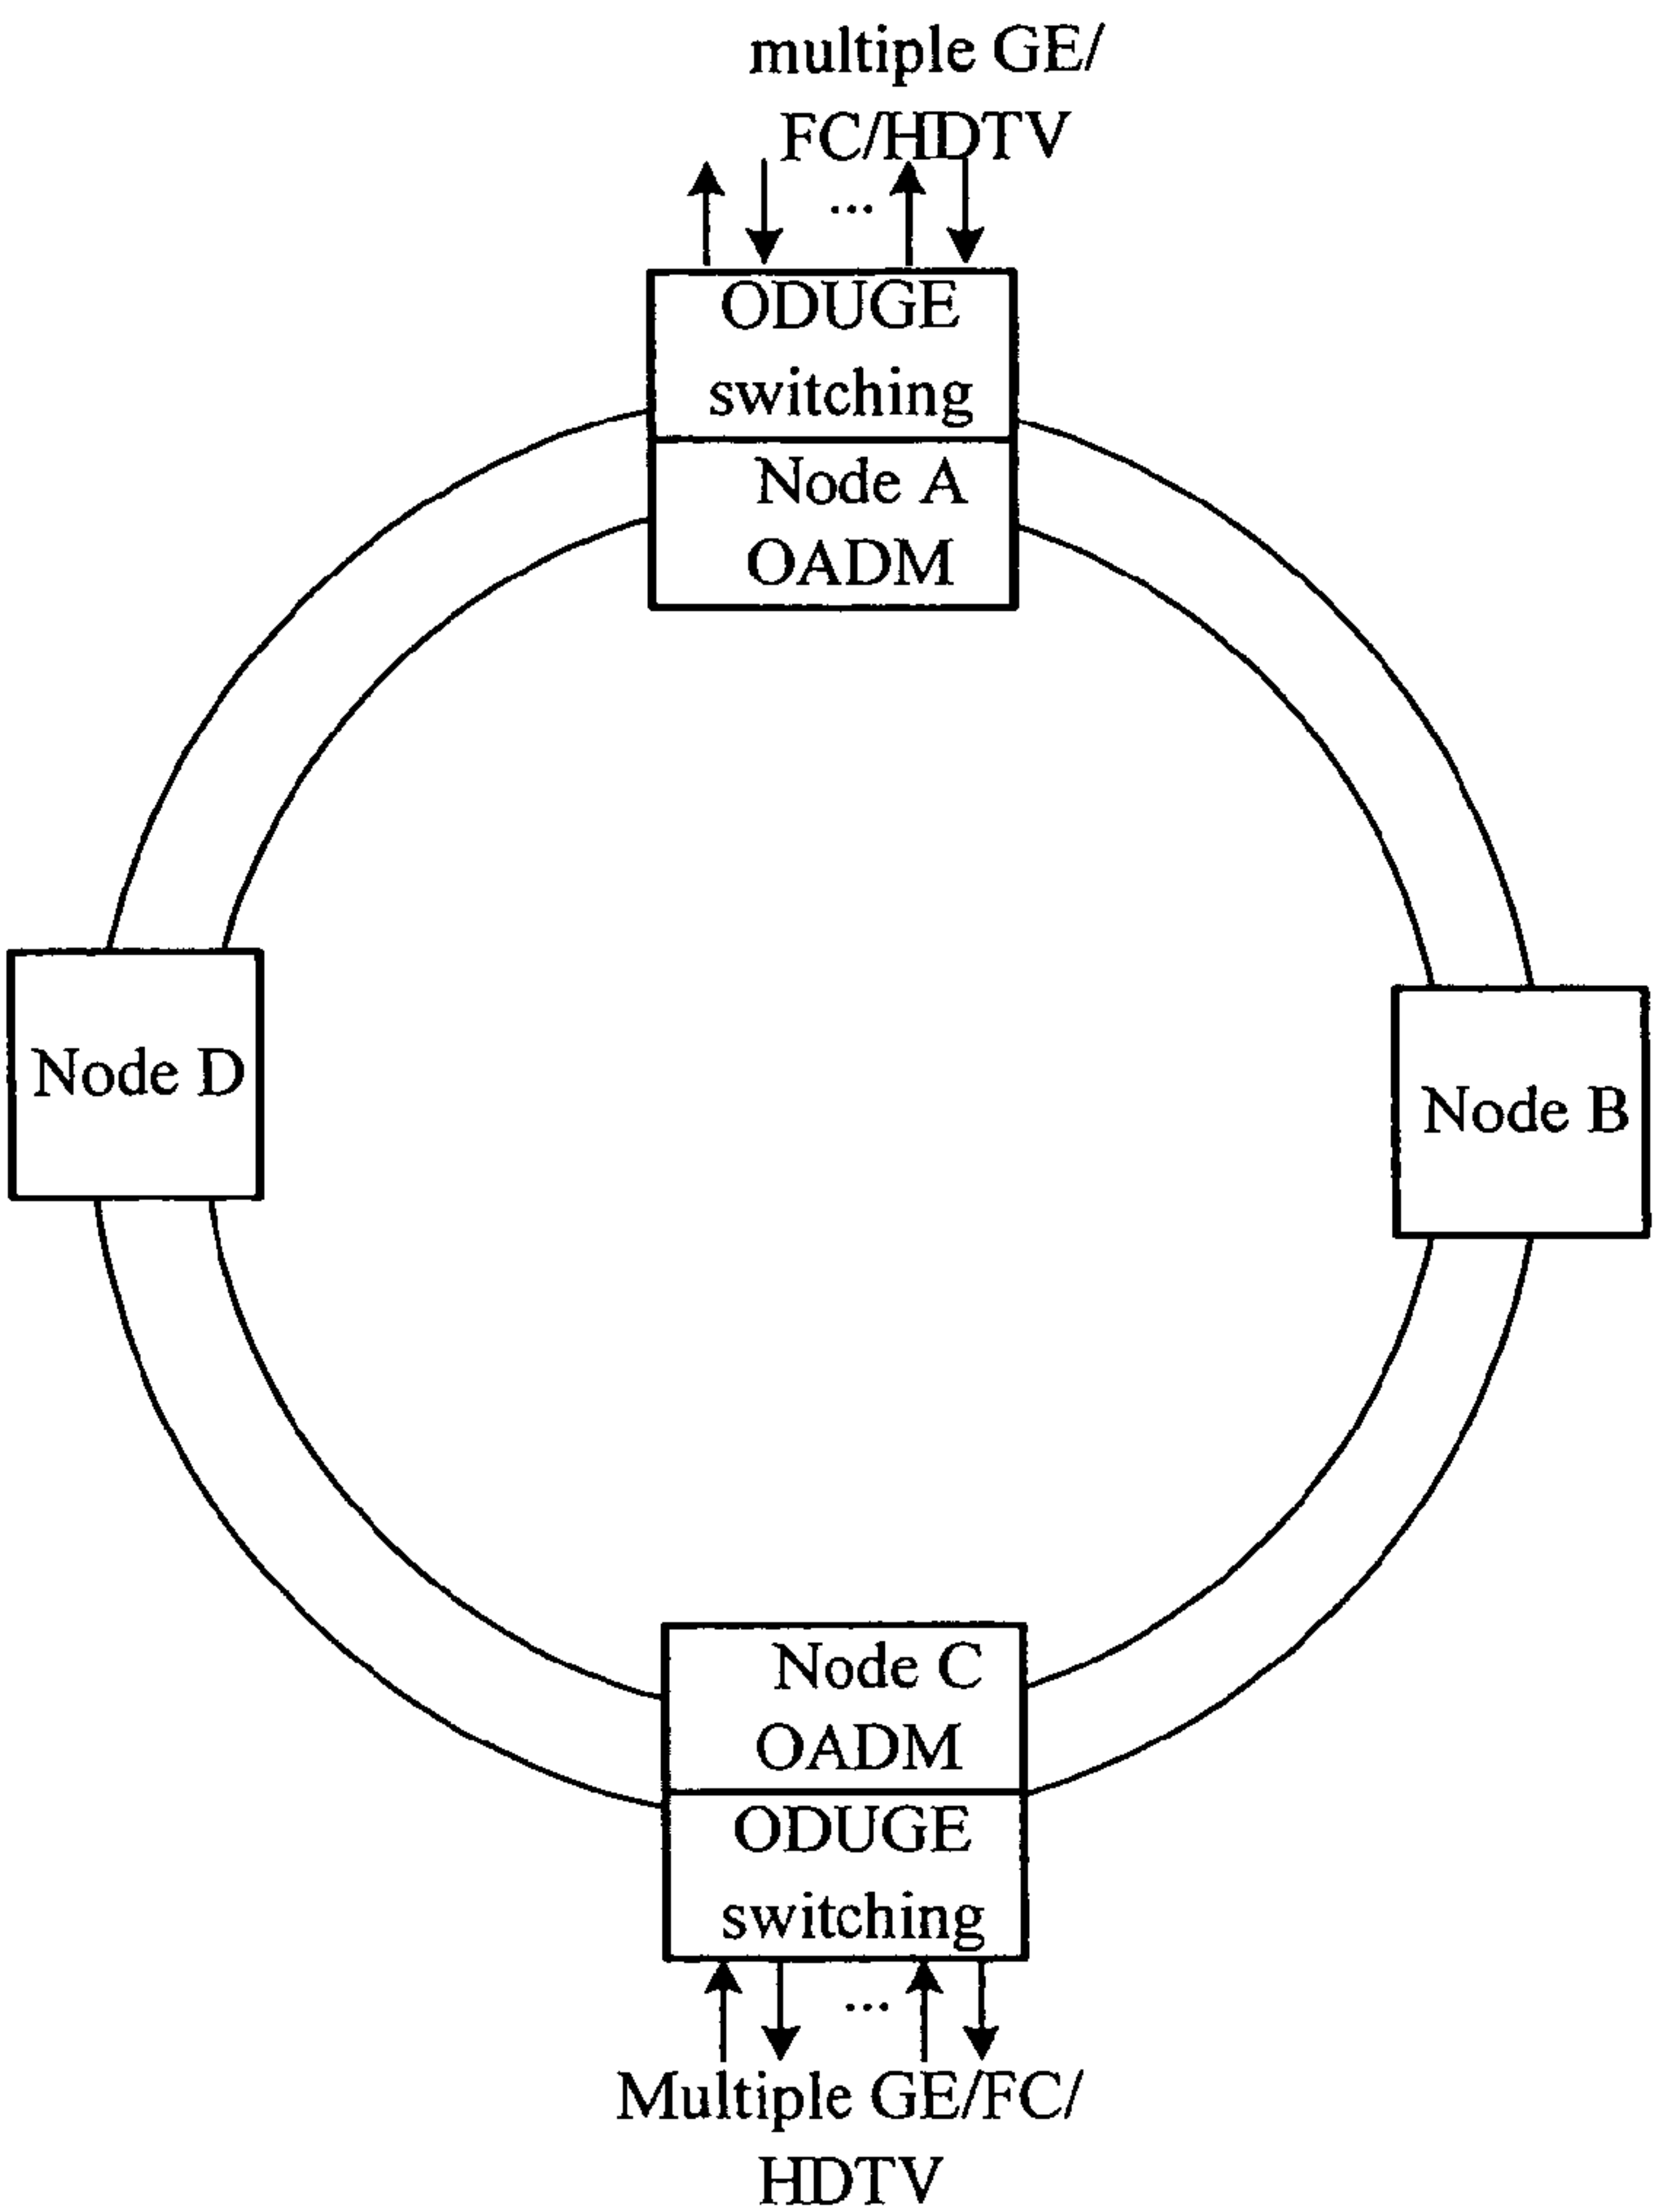 multiple GE/
FC/HDTV
...
ODUGE
switching
Node A
OADM
Node D
Node B
Node C
OADM
ODUGE
switching
...
Multiple GE/FC/
HDTV